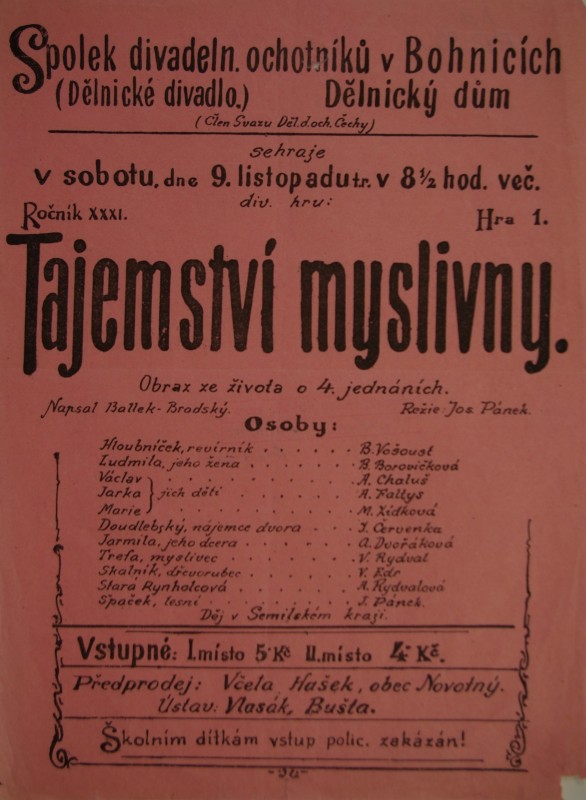 Spolek divadeln. ochotníků v Bohnicích
(Dělnické divadlo.) Dělnický dům
(Člen Svazu Děl. d. och. Čechy)
sehraje
v sobotu, dne 9. listopadu t.r. v 8½ hod. več.
div. hru:
Ročník XXXI. Hra 1.
Tajemství myslivny.
Obraz ze života o 4. jednáních.
Napsal Ballek-Brodský. Režie: Jos. Pánek.
Osoby:
Hloubníček, revírník . . . . . . B. Vošoust
Ludmila, jeho žena . . . . . . B. Borovičková
Václav . . . . . . A. Chaluš
Jarka } jich děti . . . . . . A. Faltys
Marie . . . . . . M. Židková
Doudlebský, nájemce dvora . . . J. Červenka
Jarmila, jeho dcera . . . . . A. Dvořáková
Trefa, myslivec . . . . . . V. Rydval
Skalník, dřevorubec . . . . . V. Edr
Stará Rynholcová . . . . . . A. Rydvalová
Špaček, lesní . . . . . . . J. Pánek.
Děj v Semilském kraji.
Vstupné: I. místo 5 Kč II. místo 4 Kč.
Předprodej: Včela, Hašek, obec Novotný.
Ústav: Vlasák, Bušta.
Školním dítkám vstup polic. zakázán!